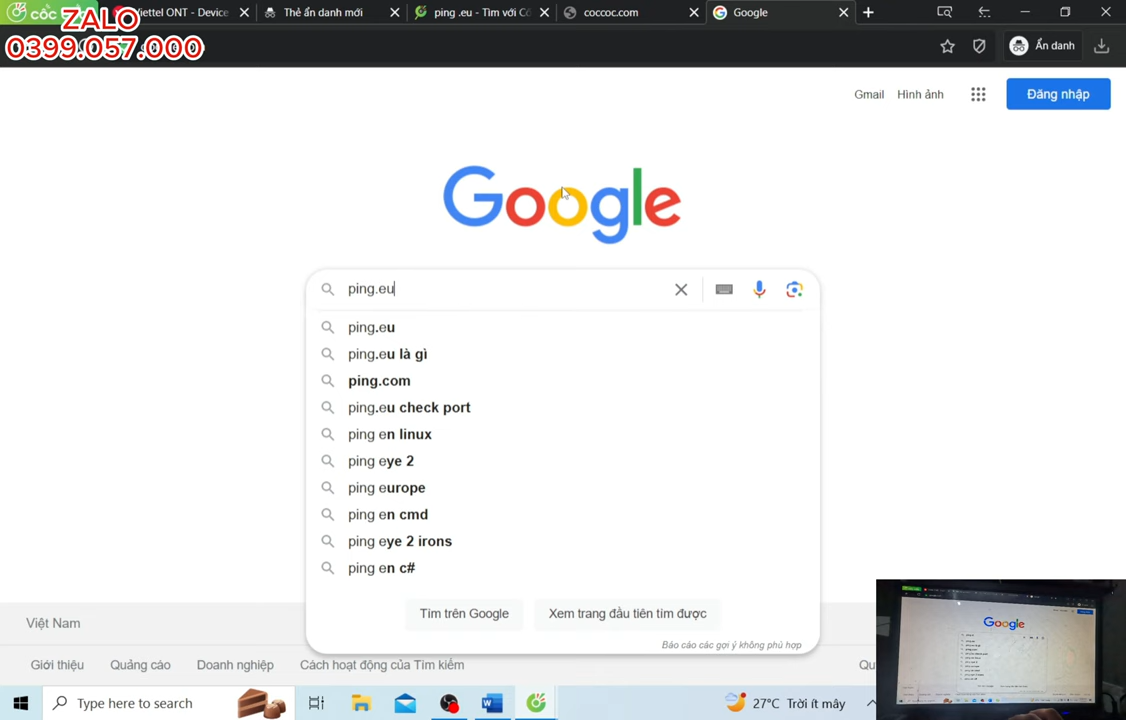 cốc cốc
ZALO
0399.057.000
Viettel ONT - Device
Thẻ ẩn danh mới
ping .eu - Tìm với Cố
coccoc.com
Google
Ẩn danh
Gmail
Hình ảnh
Đăng nhập
Google
ping.eu
ping.eu
ping.eu là gì
ping.com
ping.eu check port
ping en linux
ping eye 2
ping europe
ping en cmd
ping eye 2 irons
ping en c#
Tìm trên Google
Xem trang đầu tiên tìm được
Báo cáo các gợi ý không phù hợp
Việt Nam
Giới thiệu
Quảng cáo
Doanh nghiệp
Cách hoạt động của Tìm kiếm
Type here to search
27°C Trời ít mây
Google